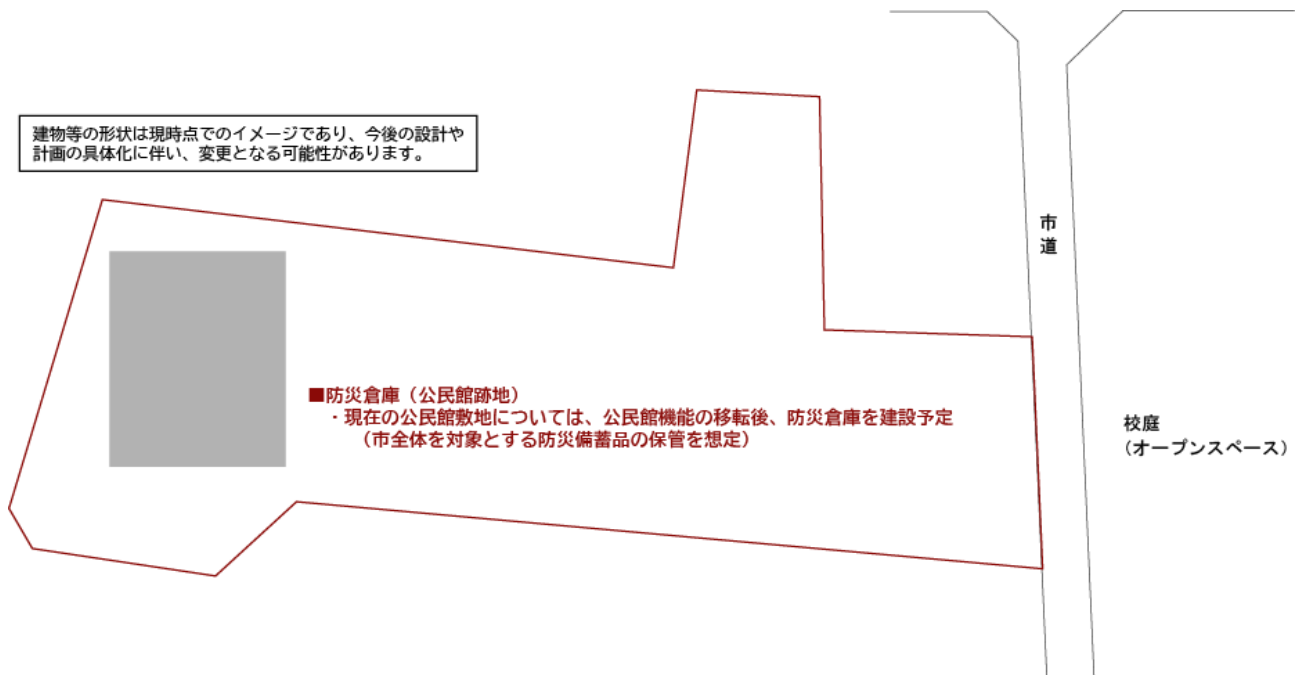 建物等の形状は現時点でのイメージであり、今後の設計や
計画の具体化に伴い、変更となる可能性があります。
市道
■防災倉庫（公民館跡地）
・現在の公民館敷地については、公民館機能の移転後、防災倉庫を建設予定
（市全体を対象とする防災備蓄品の保管を想定）
校庭
（オープンスペース）